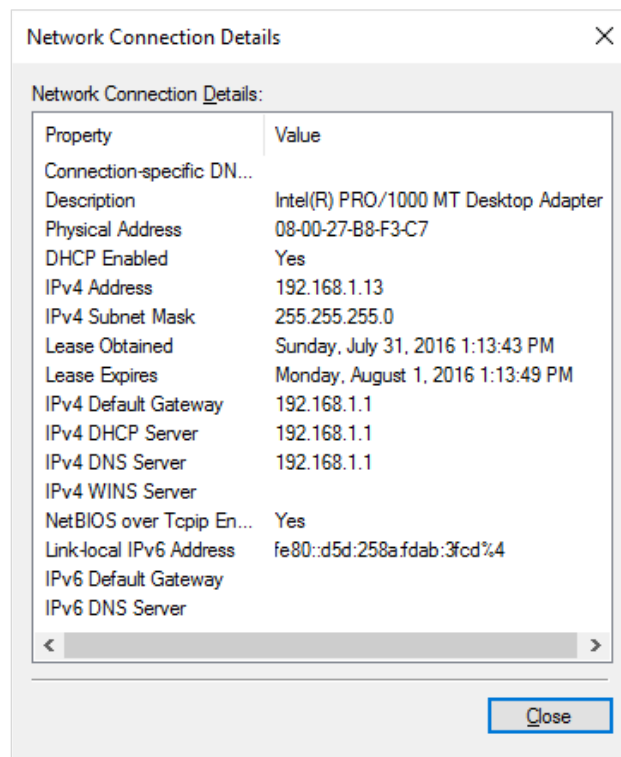 Network Connection Details
Network Connection Details:
Property Value
Connection-specific DN...
Description Intel(R) PRO/1000 MT Desktop Adapter
Physical Address 08-00-27-B8-F3-C7
DHCP Enabled Yes
IPv4 Address 192.168.1.13
IPv4 Subnet Mask 255.255.255.0
Lease Obtained Sunday, July 31, 2016 1:13:43 PM
Lease Expires Monday, August 1, 2016 1:13:49 PM
IPv4 Default Gateway 192.168.1.1
IPv4 DHCP Server 192.168.1.1
IPv4 DNS Server 192.168.1.1
IPv4 WINS Server
NetBIOS over Tcpip En... Yes
Link-local IPv6 Address fe80::d5d:258a:fdab:3fcd%4
IPv6 Default Gateway
IPv6 DNS Server
Close